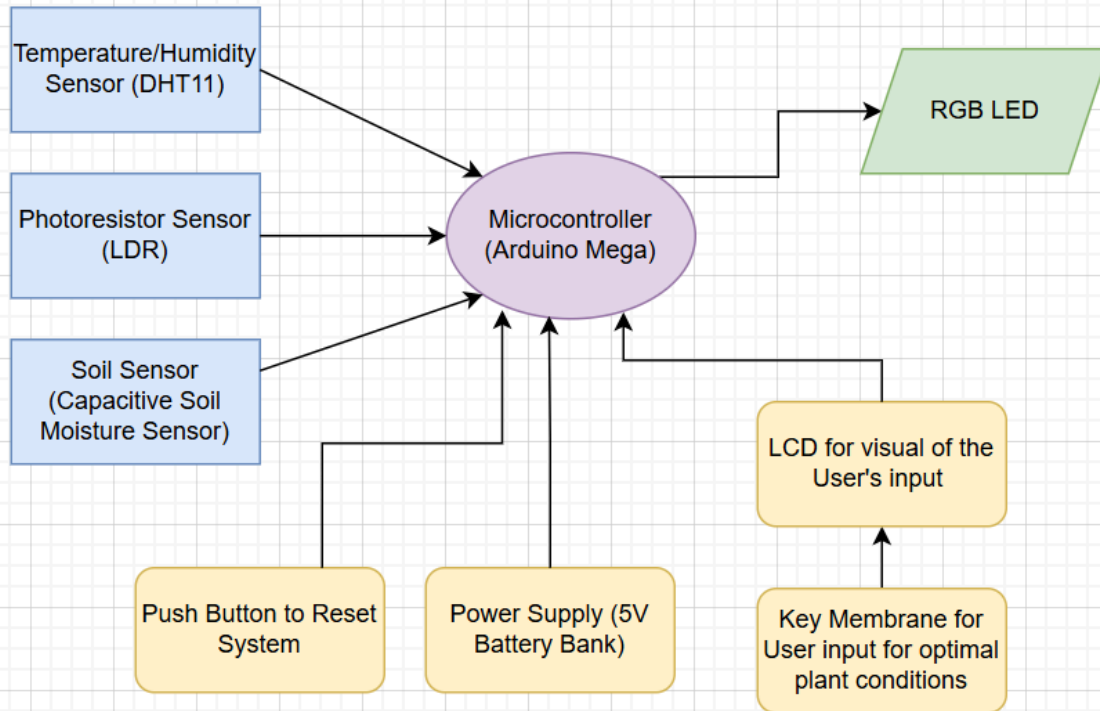 Temperature/Humidity
Sensor (DHT11)
RGB LED
Photoresistor Sensor
(LDR)
Microcontroller
(Arduino Mega)
Soil Sensor
(Capacitive Soil
Moisture Sensor)
LCD for visual of the
User's input
Push Button to Reset
System
Power Supply (5V
Battery Bank)
Key Membrane for
User input for optimal
plant conditions